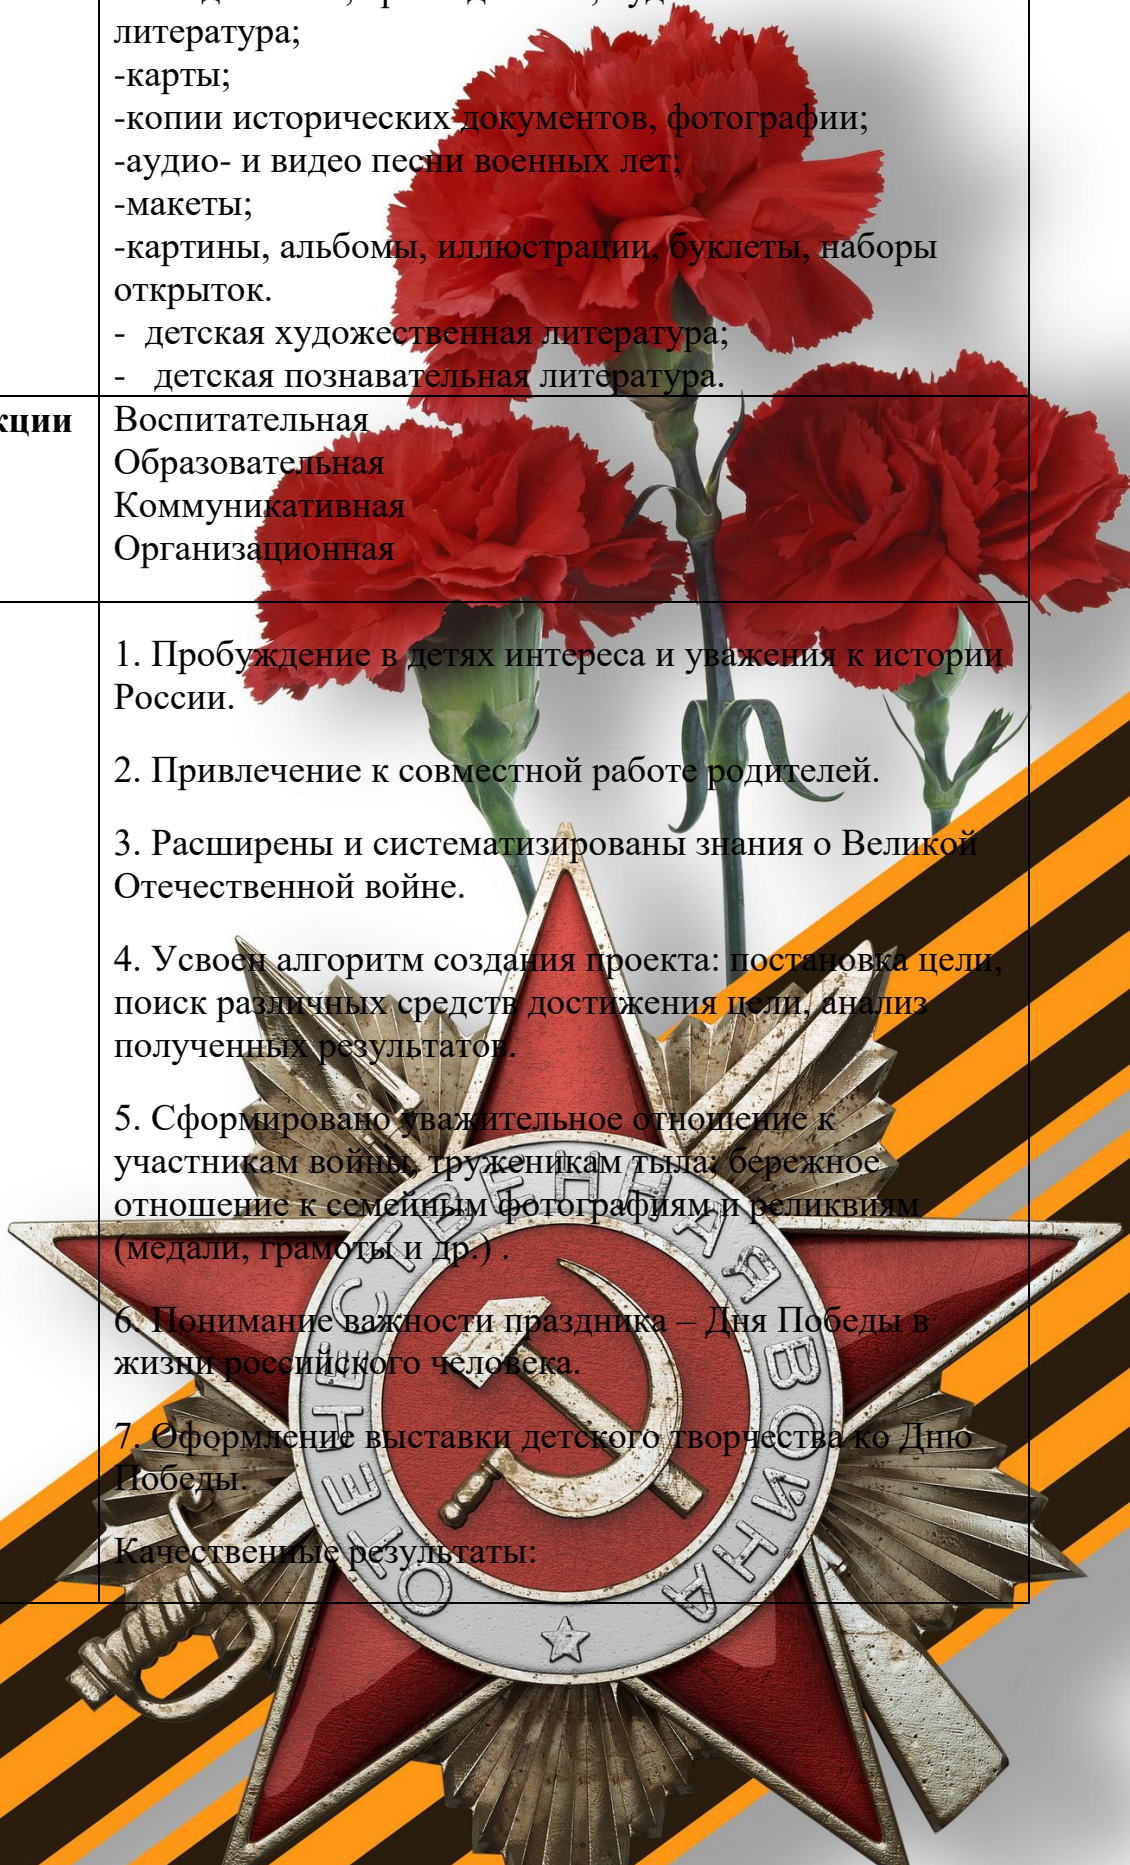 литература;
-карты;
-копии исторических документов, фотографии;
-аудио- и видео песни военных лет;
-макеты;
-картины, альбомы, иллюстрации, буклеты, наборы
открыток.
- детская художественная литература;
- детская познавательная литература.
кции
Воспитательная
Образовательная
Коммуникативная
Организационная
1. Пробуждение в детях интереса и уважения к истории
России.
2. Привлечение к совместной работе родителей.
3. Расширены и систематизированы знания о Великой
Отечественной войне.
4. Усвоен алгоритм создания проекта: постановка цели,
поиск различных средств достижения цели, анализ
полученных результатов.
5. Сформировано уважительное отношение к
участникам войны, труженикам тыла; бережное
отношение к семейным фотографиям и реликвиям
(медали, грамоты и др.) .
6. Понимание важности праздника – Дня Победы в
жизни российского человека.
7. Оформление выставки детского творчества ко Дню
Победы.
Качественные результаты:
ОТЕЧЕСТВЕННАЯ ВОЙНА